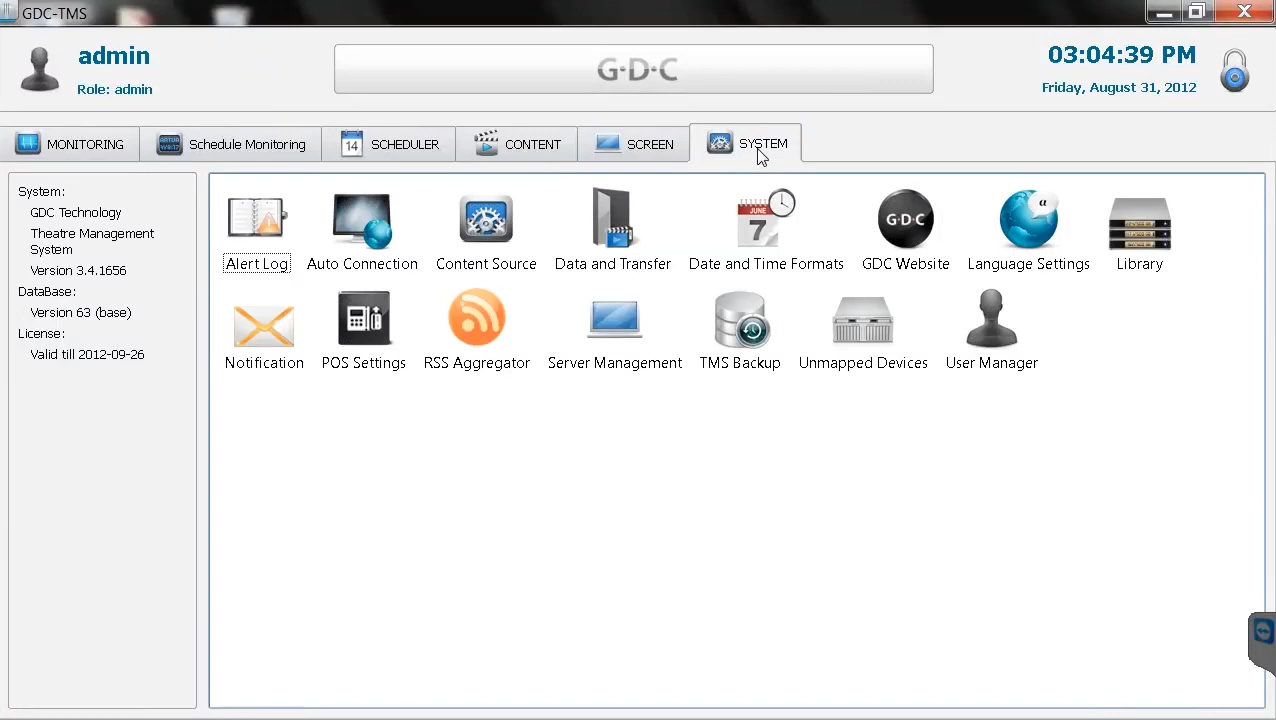 GDC-TMS
admin
Role: admin
G·D·C
03:04:39 PM
Friday, August 31, 2012
MONITORING
Schedule Monitoring
14
SCHEDULER
CONTENT
SCREEN
SYSTEM
System:
GDC Technology
Theatre Management
System
Version 3.4.1656
DataBase:
Version 63 (base)
License:
Valid till 2012-09-26
JUNE
7
G·D·C
a
Alert Log
Auto Connection
Content Source
Data and Transfer
Date and Time Formats
GDC Website
Language Settings
Library
Notification
POS Settings
RSS Aggregator
Server Management
TMS Backup
Unmapped Devices
User Manager